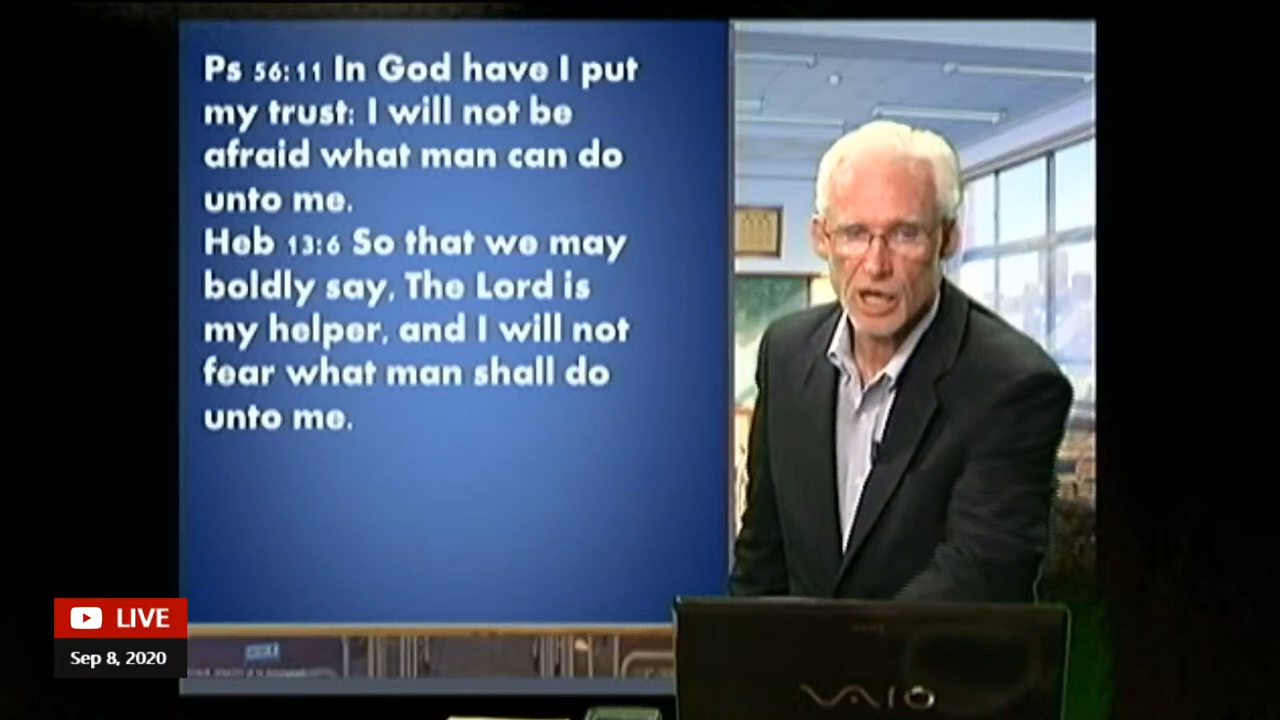 Ps 56:11 In God have I put
my trust: I will not be
afraid what man can do
unto me.
Heb 13:6 So that we may
boldly say, The Lord is
my helper, and I will not
fear what man shall do
unto me.
LIVE
Sep 8, 2020
VAIO